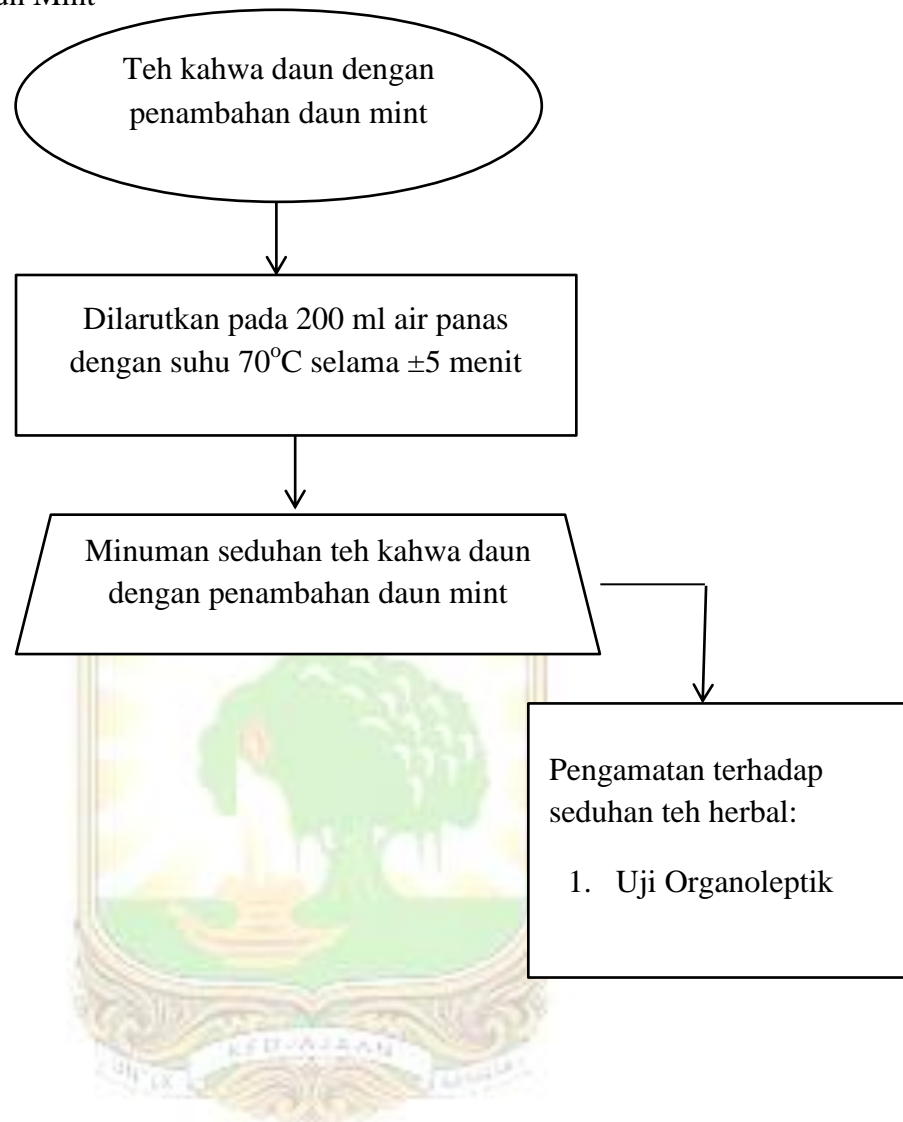 Mint
Teh kahwa daun dengan
penambahan daun mint
Dilarutkan pada 200 ml air panas
dengan suhu 70°C selama ±5 menit
Minuman seduhan teh kahwa daun
dengan penambahan daun mint
Pengamatan terhadap
seduhan teh herbal:
1. Uji Organoleptik
KEDJAJAAN